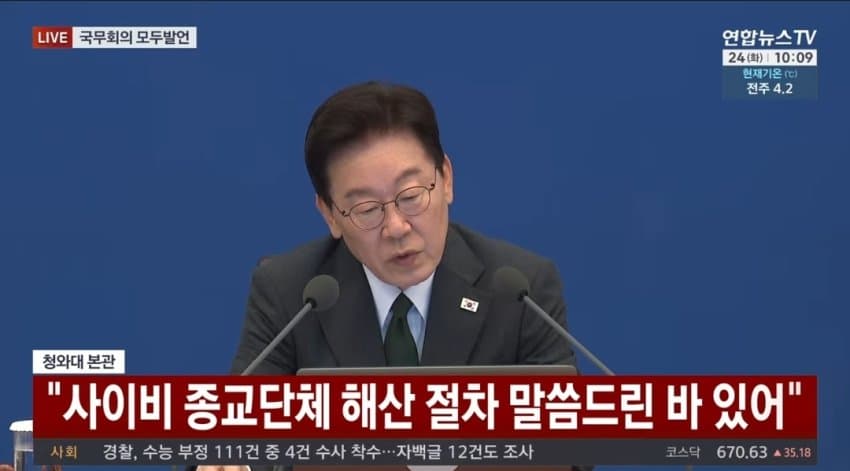 LIVE 국무회의 모두발언
연합뉴스TV
24(화) 10:09
현재기온(℃)
전주 4.2
청와대 본관
"사이비 종교단체 해산 절차 말씀드린 바 있어"
사회 경찰, 수능 부정 111건 중 4건 수사 착수…자백글 12건도 조사 코스닥 670.63 ▲35.18